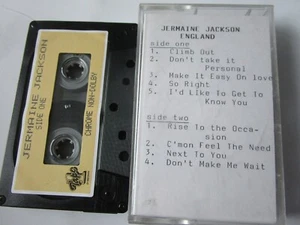 JERMAINE JACKSON
SIDE ONE
CHROME NON-DOLBY
JERMAINE JACKSON
ENGLAND
side one
1. Climb Out
2. Don't take it
Personal
3. Make It Easy On love
4. So Right
5. I'd Like To Get To
Know You
side two
1. Rise To the Occa-
sion
2. C'mon Feel The Need
3. Next To You
4. Don't Make Me Wait